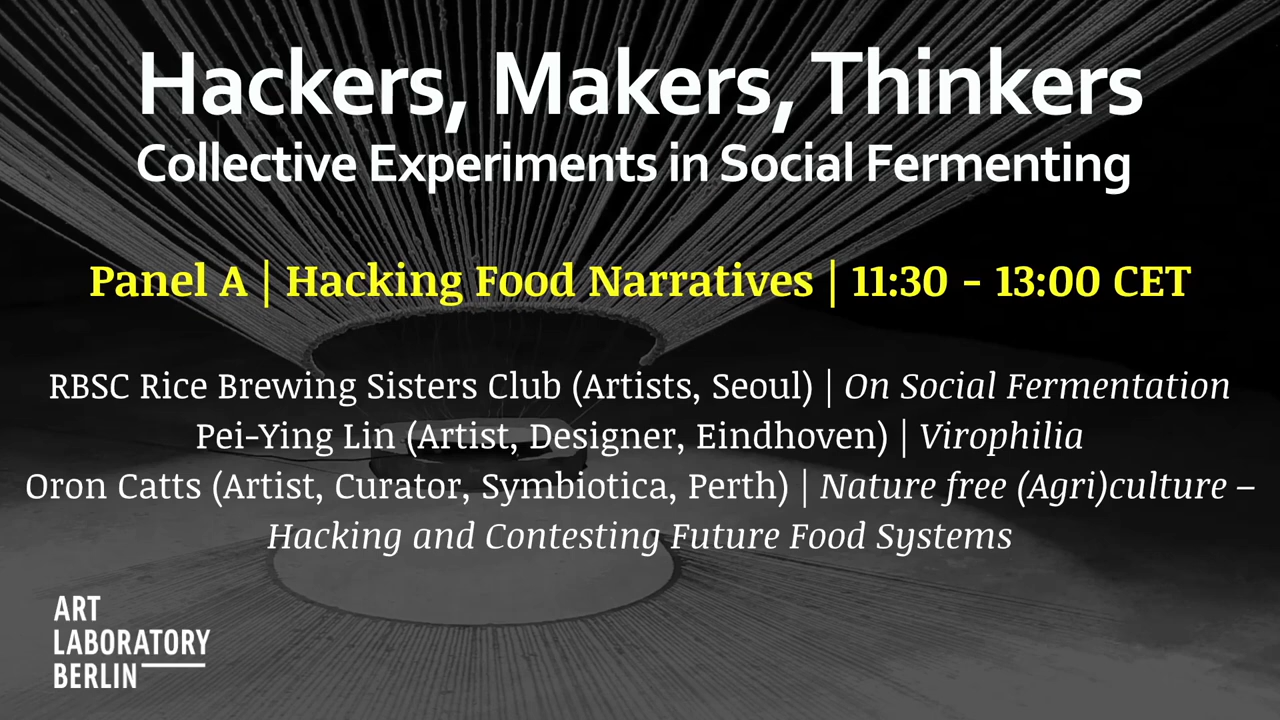 Hackers, Makers, Thinkers
Collective Experiments in Social Fermenting
Panel A | Hacking Food Narratives | 11:30 - 13:00 CET
RBSC Rice Brewing Sisters Club (Artists, Seoul) | On Social Fermentation
Pei-Ying Lin (Artist, Designer, Eindhoven) | Virophilia
Oron Catts (Artist, Curator, Symbiotica, Perth) | Nature free (Agri)culture –
Hacking and Contesting Future Food Systems
ART
LABORATORY
BERLIN